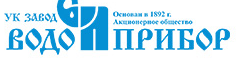 УК ЗАВОД
Основан в 1892 г.
Акционерное общество
ВОДО ПРИБОР